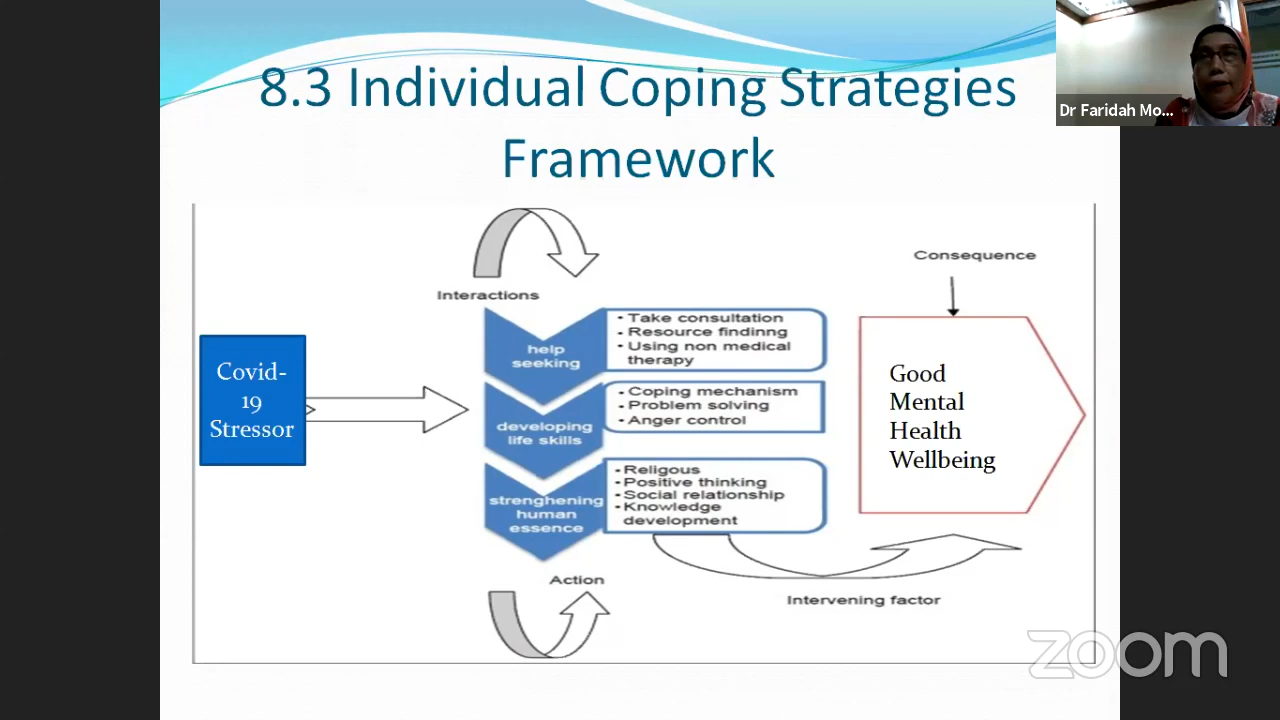 8.3 Individual Coping Strategies
Framework
Dr Faridah Mo...
Interactions
Consequence
Covid-
19
Stressor
help
seeking
• Take consultation
• Resource findinng
• Using non medical
therapy
developing
life skills
• Coping mechanism
• Problem solving
• Anger control
strenghening
human
essence
• Religous
• Positive thinking
• Social relationship
• Knowledge
development
Good
Mental
Health
Wellbeing
Action
Intervening factor
zoom